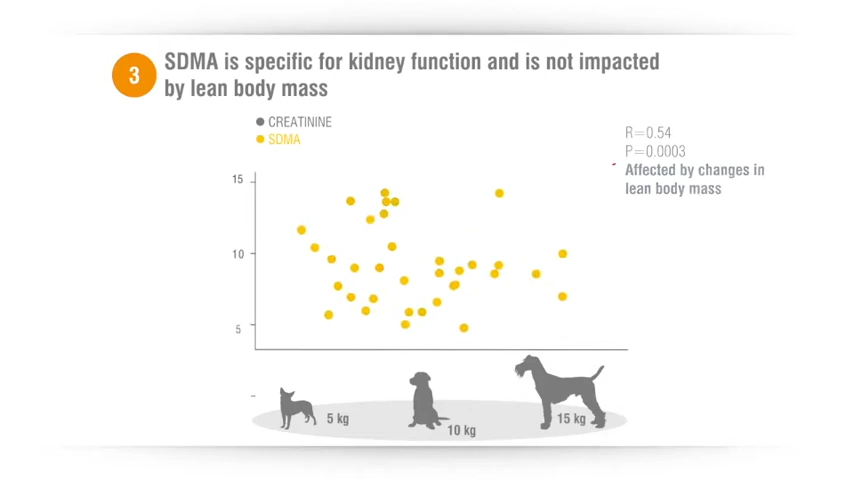 3
SDMA is specific for kidney function and is not impacted
by lean body mass
CREATININE
SDMA
R=0.54
P=0.0003
Affected by changes in
lean body mass
15
10
5
5 kg
10 kg
15 kg